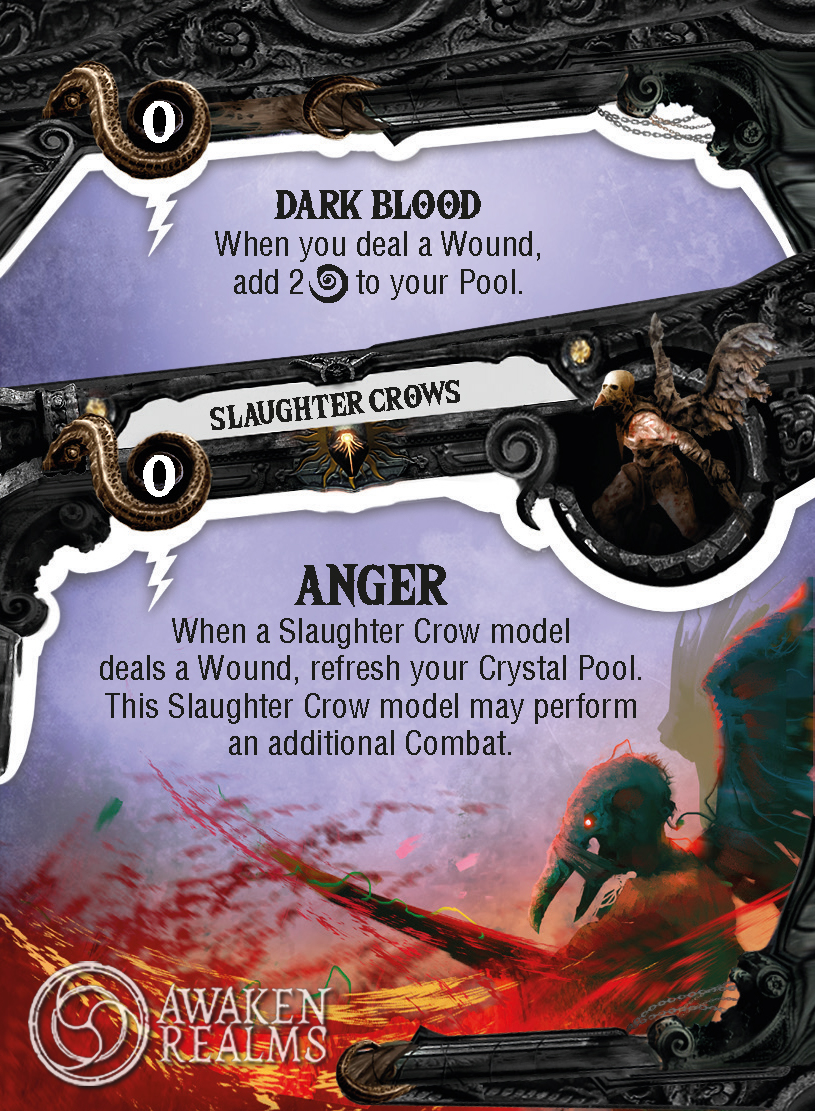 0
DARK BLOOD
When you deal a Wound,
add 2 to your Pool.
SLAUGHTER CROWS
0
ANGER
When a Slaughter Crow model
deals a Wound, refresh your Crystal Pool.
This Slaughter Crow model may perform
an additional Combat.
AWAKEN
REALMS